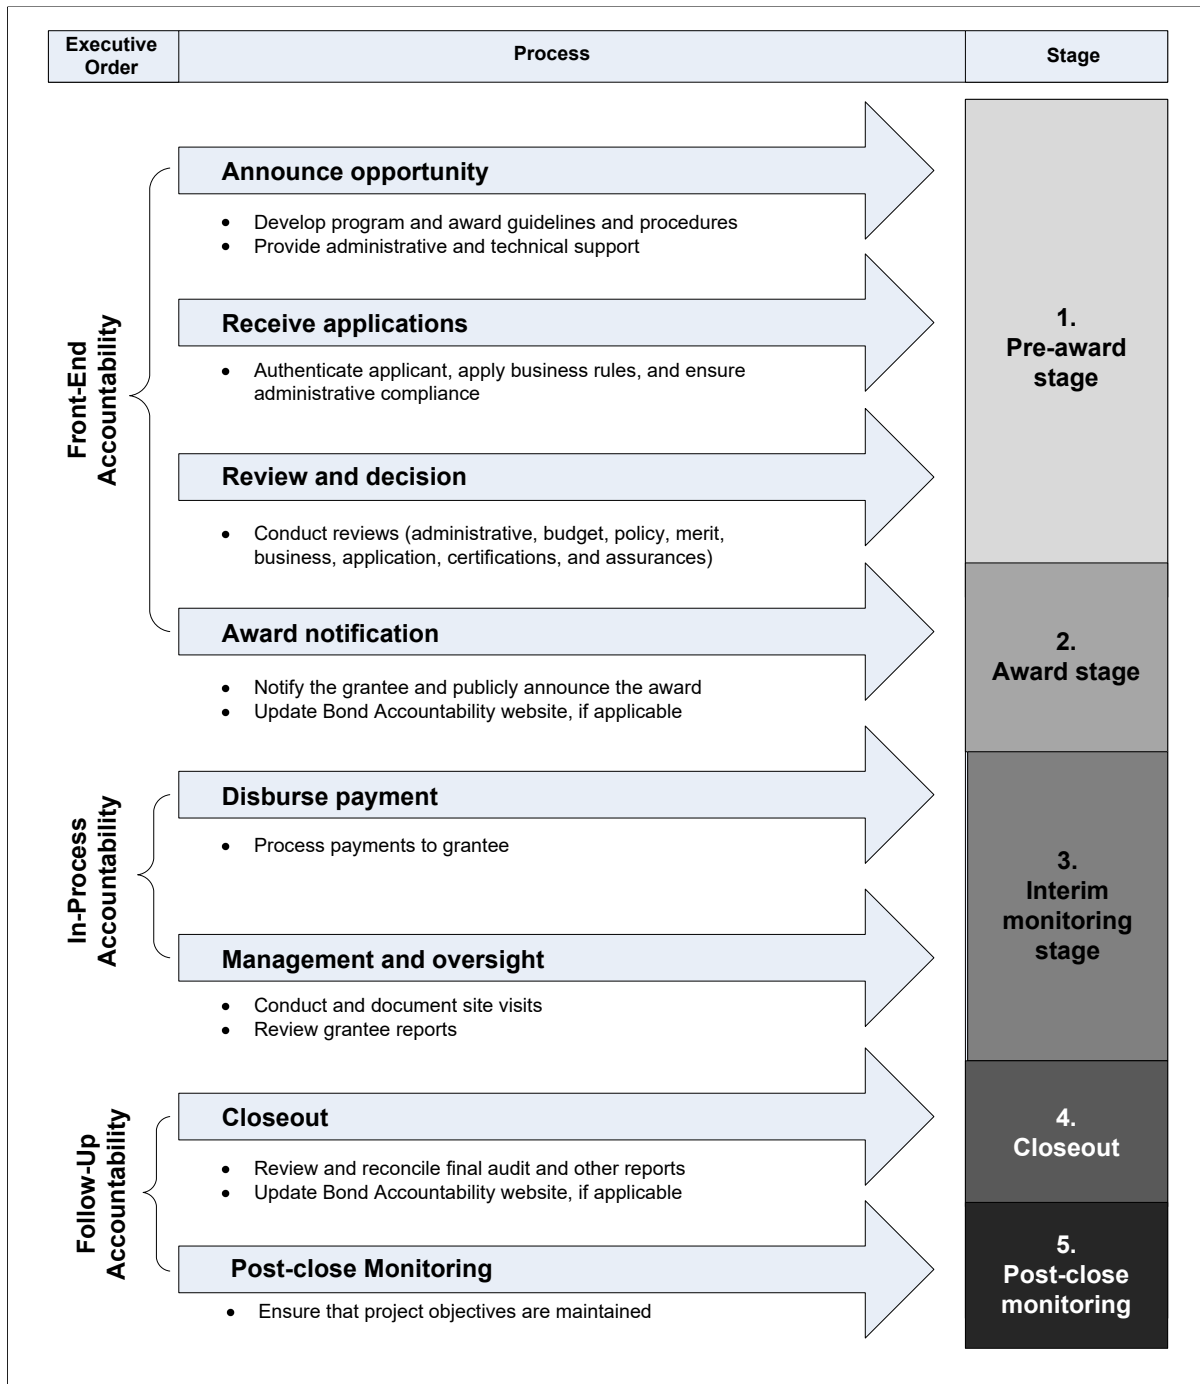 Executive
Order
Process
Stage
Front-End
Accountability
Announce opportunity
• Develop program and award guidelines and procedures
• Provide administrative and technical support
Receive applications
• Authenticate applicant, apply business rules, and ensure
administrative compliance
Review and decision
• Conduct reviews (administrative, budget, policy, merit,
business, application, certifications, and assurances)
1.
Pre-award
stage
Award notification
• Notify the grantee and publicly announce the award
• Update Bond Accountability website, if applicable
2.
Award stage
In-Process
Accountability
Disburse payment
• Process payments to grantee
Management and oversight
• Conduct and document site visits
• Review grantee reports
3.
Interim
monitoring
stage
Follow-Up
Accountability
Closeout
• Review and reconcile final audit and other reports
• Update Bond Accountability website, if applicable
4.
Closeout
Post-close Monitoring
• Ensure that project objectives are maintained
5.
Post-close
monitoring